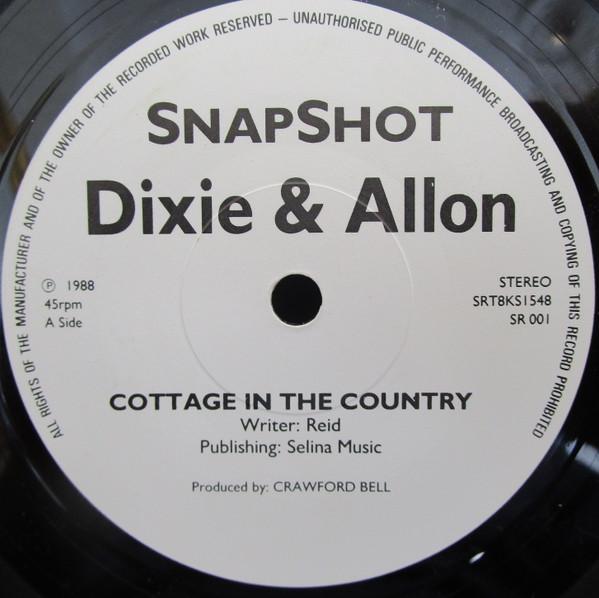 ALL RIGHTS OF THE MANUFACTURER AND OF THE OWNER OF THE RECORDED WORK RESERVED – UNAUTHORISED PUBLIC PERFORMANCE BROADCASTING AND COPYING OF THIS RECORD PROHIBITED
SNAPSHOT
Dixie & Allon
℗ 1988
45rpm
A Side
STEREO
SRT8KS1548
SR 001
COTTAGE IN THE COUNTRY
Writer: Reid
Publishing: Selina Music
Produced by: CRAWFORD BELL